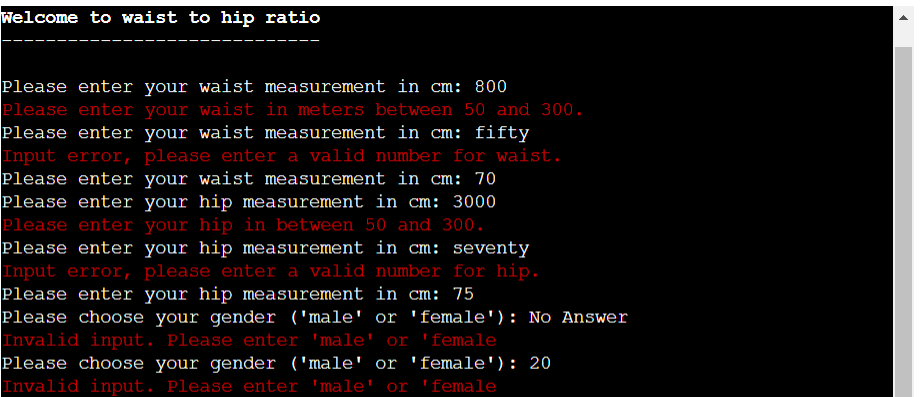 Welcome to waist to hip ratio
-----------------------------
Please enter your waist measurement in cm: 800
Please enter your waist in meters between 50 and 300.
Please enter your waist measurement in cm: fifty
Input error, please enter a valid number for waist.
Please enter your waist measurement in cm: 70
Please enter your hip measurement in cm: 3000
Please enter your hip in between 50 and 300.
Please enter your hip measurement in cm: seventy
Input error, please enter a valid number for hip.
Please enter your hip measurement in cm: 75
Please choose your gender ('male' or 'female'): No Answer
Invalid input. Please enter 'male' or 'female
Please choose your gender ('male' or 'female'): 20
Invalid input. Please enter 'male' or 'female